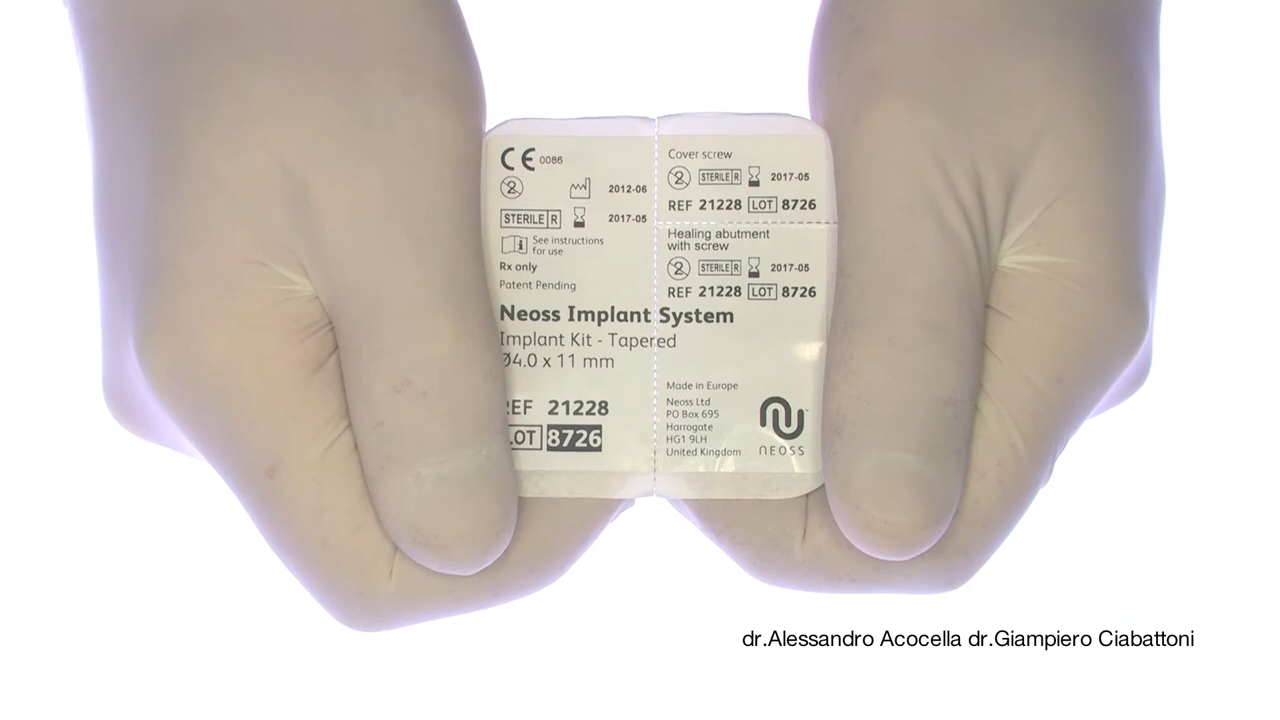 CE 0086
2012-06
STERILE R 2017-05
See instructions
for use
Rx only
Patent Pending
Neoss Implant System
Implant Kit - Tapered
Ø4.0 x 11 mm
REF 21228
LOT 8726
Cover screw
STERILE R 2017-05
REF 21228 LOT 8726
Healing abutment
with screw
STERILE R 2017-05
REF 21228 LOT 8726
Made in Europe
Neoss Ltd
PO Box 695
Harrogate
HG1 9LH
United Kingdom
NEOSS
dr.Alessandro Acocella dr.Giampiero Ciabattoni